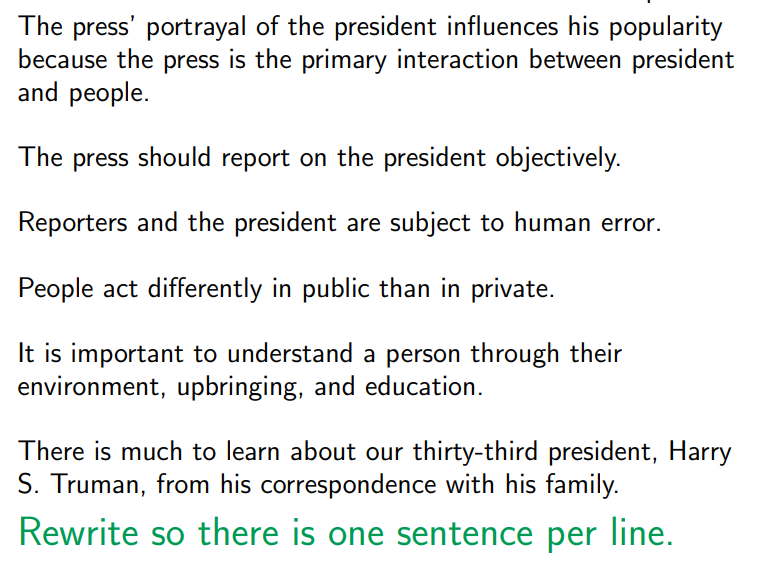 The press' portrayal of the president influences his popularity
because the press is the primary interaction between president
and people.
The press should report on the president objectively.
Reporters and the president are subject to human error.
People act differently in public than in private.
It is important to understand a person through their
environment, upbringing, and education.
There is much to learn about our thirty-third president, Harry
S. Truman, from his correspondence with his family.
Rewrite so there is one sentence per line.